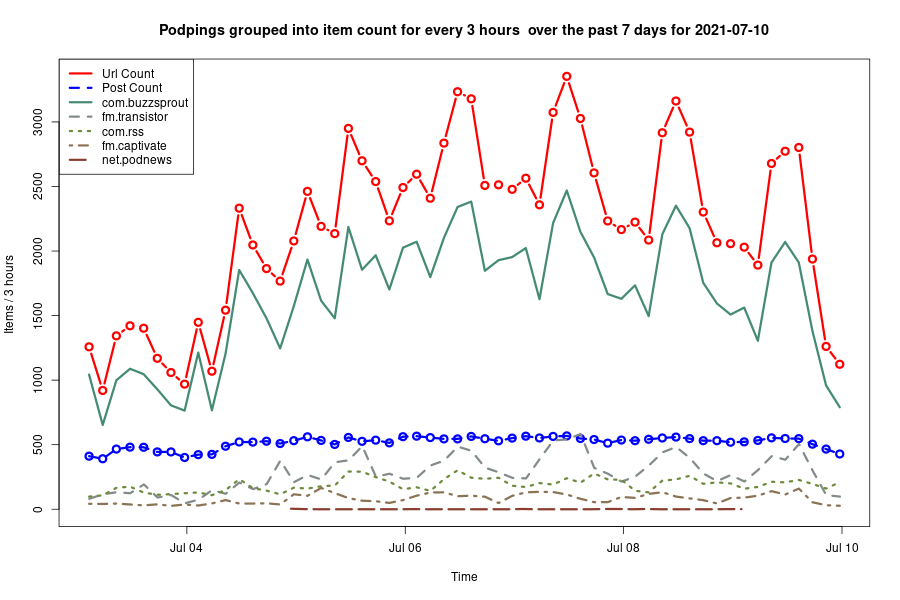 Podpings grouped into item count for every 3 hours  over the past 7 days for 2021-07-10
Url Count
Post Count
com.buzzsprout
fm.transistor
com.rss
fm.captivate
net.podnews
Items / 3 hours
3000
2500
2000
1500
1000
500
0
Jul 04
Jul 06
Jul 08
Jul 10
Time